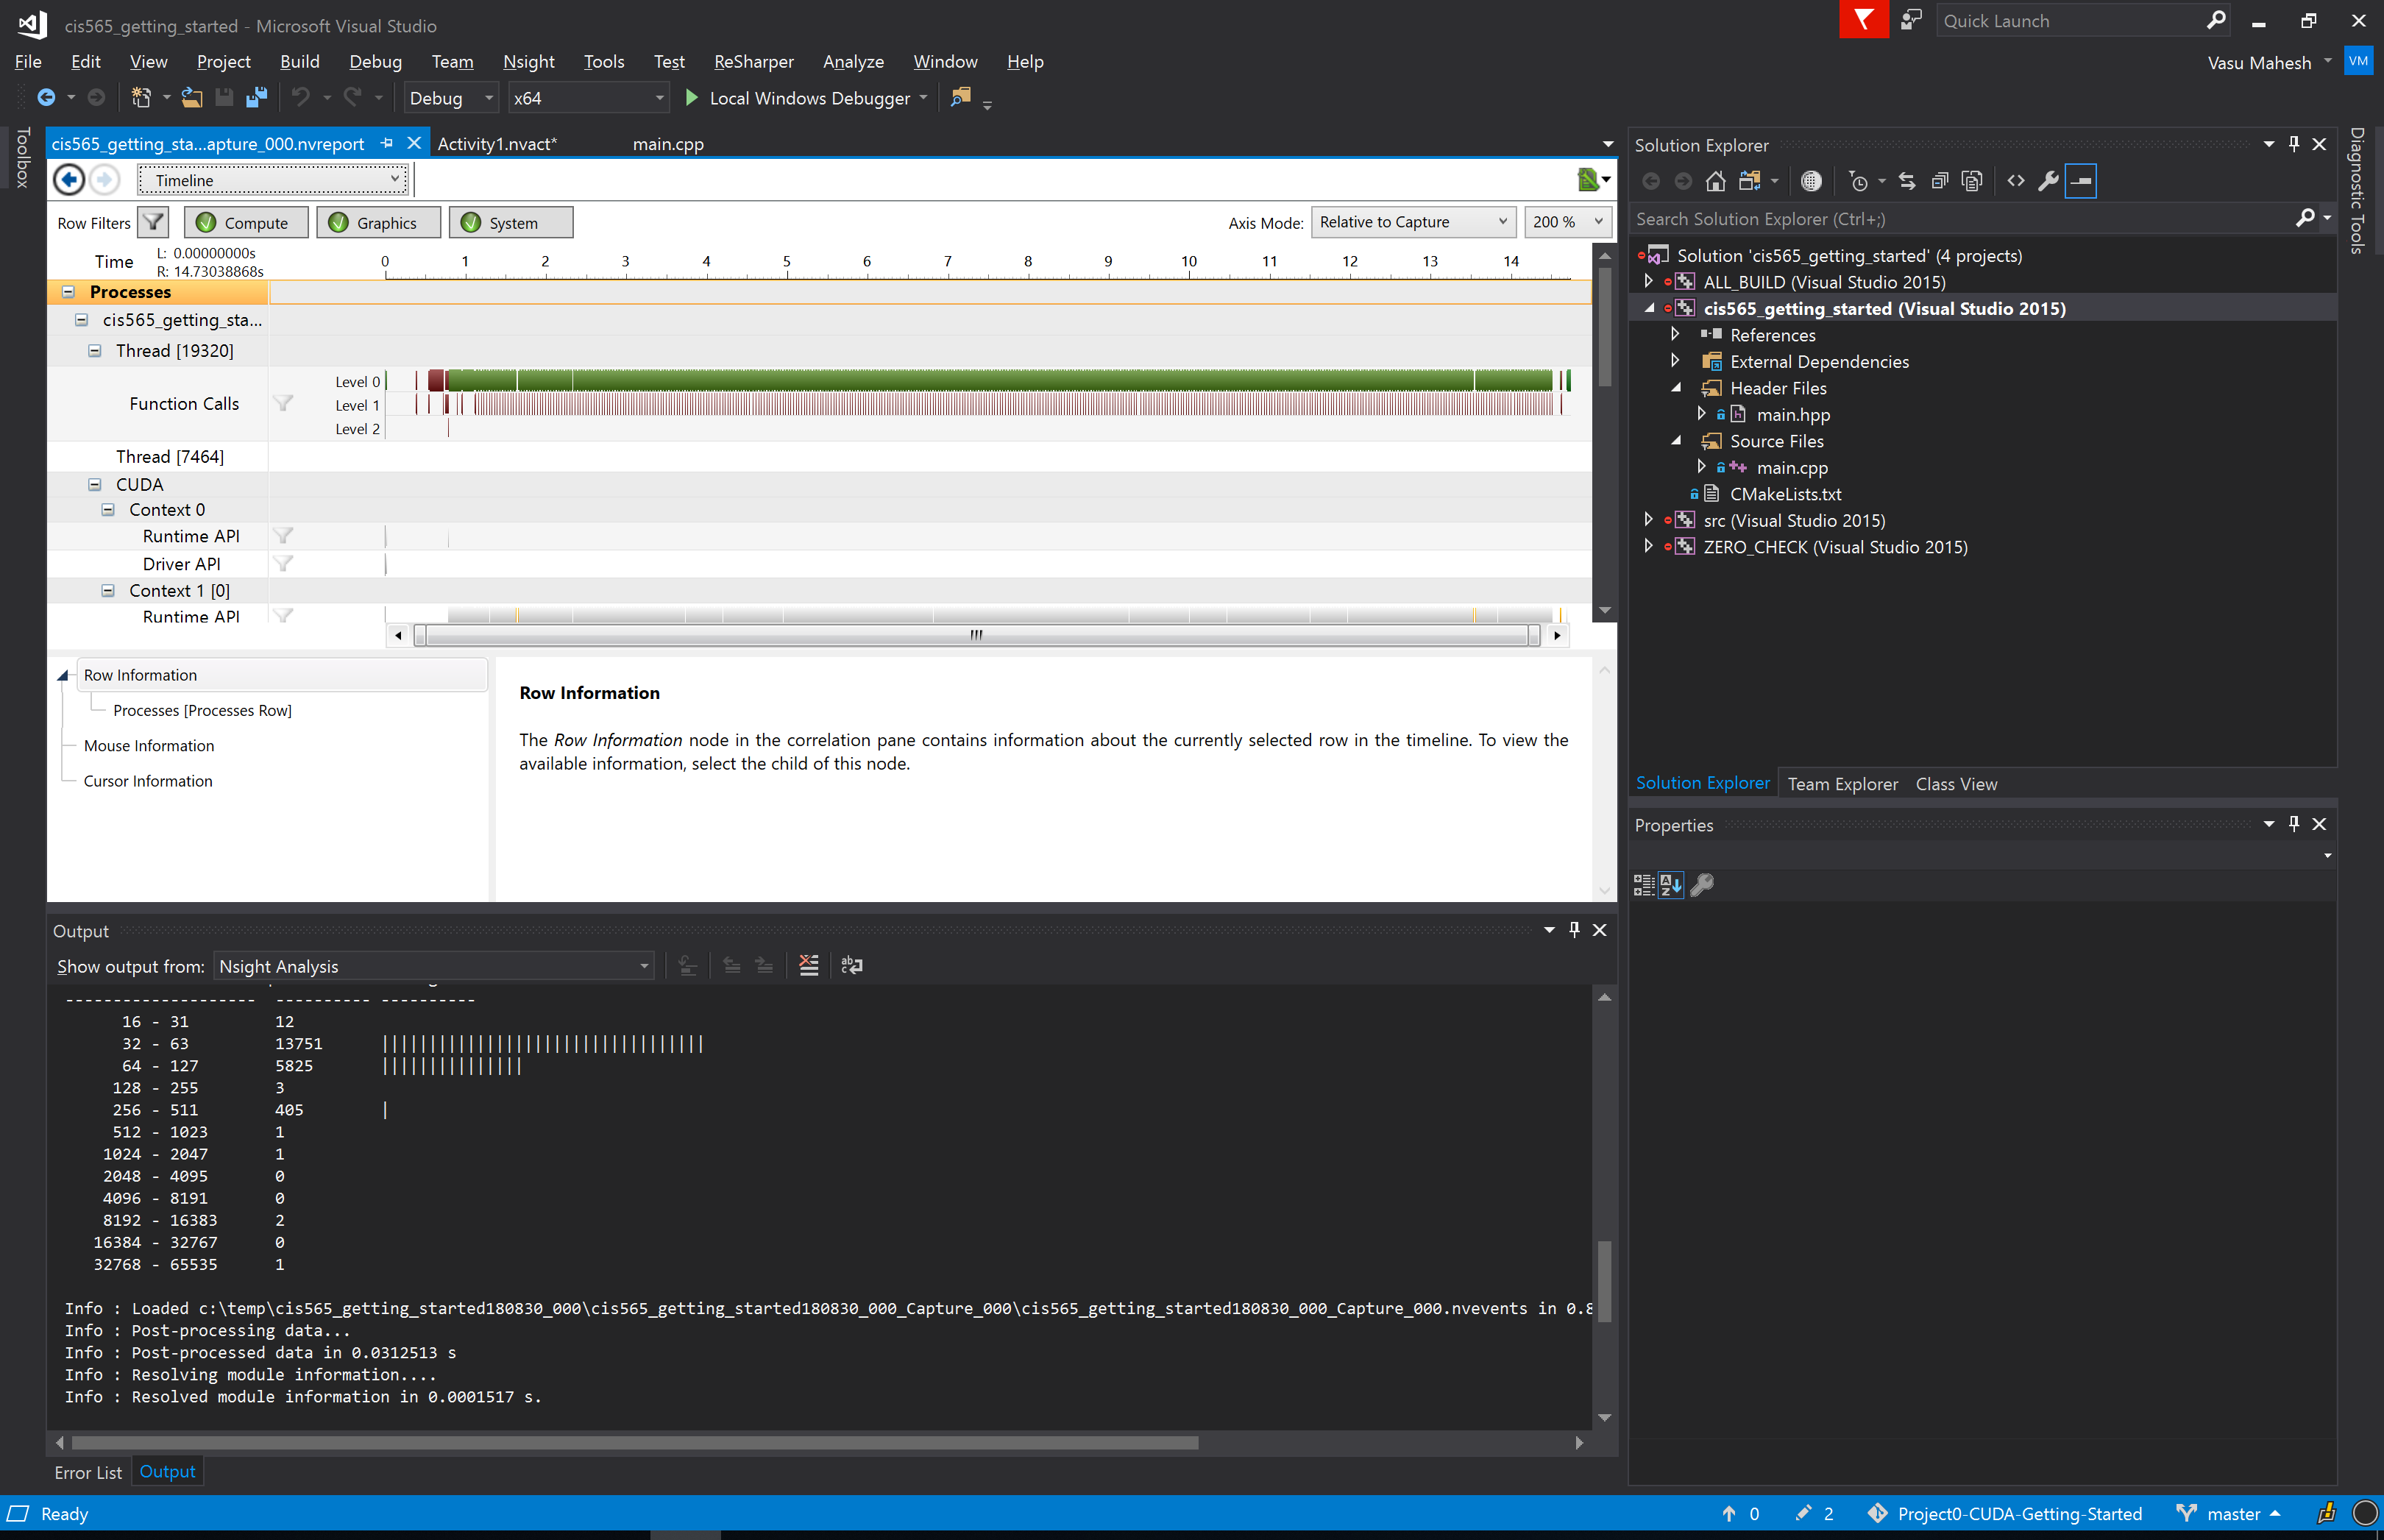 cis565_getting_started - Microsoft Visual Studio
Quick Launch
File Edit View Project Build Debug Team Nsight Tools Test ReSharper Analyze Window Help
Vasu Mahesh VM
Debug x64 Local Windows Debugger
Toolbox
cis565_getting_sta...apture_000.nvreport Activity1.nvact* main.cpp
Timeline
Row Filters Compute Graphics System Axis Mode: Relative to Capture 200 %
Time L: 0.00000000s
R: 14.73038868s
0 1 2 3 4 5 6 7 8 9 10 11 12 13 14
Processes
cis565_getting_sta...
Thread [19320]
Function Calls
Level 0
Level 1
Level 2
Thread [7464]
CUDA
Context 0
Runtime API
Driver API
Context 1 [0]
Runtime API
Row Information
Processes [Processes Row]
Mouse Information
Cursor Information
Row Information
The Row Information node in the correlation pane contains information about the currently selected row in the timeline. To view the
available information, select the child of this node.
Output
Show output from: Nsight Analysis
-------------------- ---------- ----------
16 - 31 12
32 - 63 13751 ||||||||||||||||||||||||||||||||||
64 - 127 5825 |||||||||||||||
128 - 255 3
256 - 511 405 |
512 - 1023 1
1024 - 2047 1
2048 - 4095 0
4096 - 8191 0
8192 - 16383 2
16384 - 32767 0
32768 - 65535 1
Info : Loaded c:\temp\cis565_getting_started180830_000\cis565_getting_started180830_000_Capture_000\cis565_getting_started180830_000_Capture_000.nvevents in 0.8
Info : Post-processing data...
Info : Post-processed data in 0.0312513 s
Info : Resolving module information....
Info : Resolved module information in 0.0001517 s.
Error List Output
Solution Explorer
Search Solution Explorer (Ctrl+;)
Solution 'cis565_getting_started' (4 projects)
ALL_BUILD (Visual Studio 2015)
cis565_getting_started (Visual Studio 2015)
References
External Dependencies
Header Files
main.hpp
Source Files
main.cpp
CMakeLists.txt
src (Visual Studio 2015)
ZERO_CHECK (Visual Studio 2015)
Solution Explorer Team Explorer Class View
Properties
Diagnostic Tools
Ready 0 2 Project0-CUDA-Getting-Started master